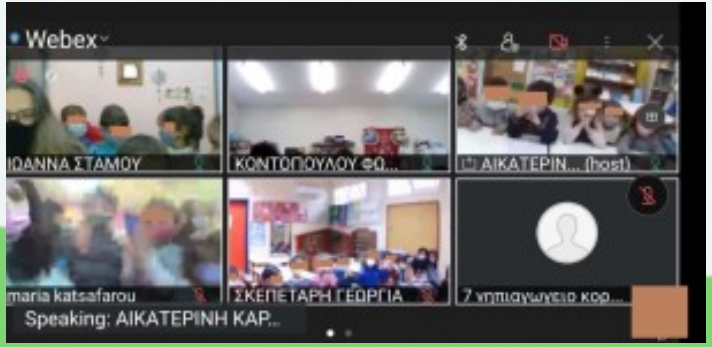 Webex
ΙΩΑΝΝΑ ΣΤΑΜΟΥ
ΚΟΝΤΟΠΟΥΛΟΥ ΦΩ...
ΑΙΚΑΤΕΡΙΝ... (host)
maria katsafarou
ΣΚΕΠΕΤΑΡΗ ΓΕΩΡΓΙΑ
7 νηπιαγωγειο κορ...
Speaking: ΑΙΚΑΤΕΡΙΝΗ ΚΑΡ...